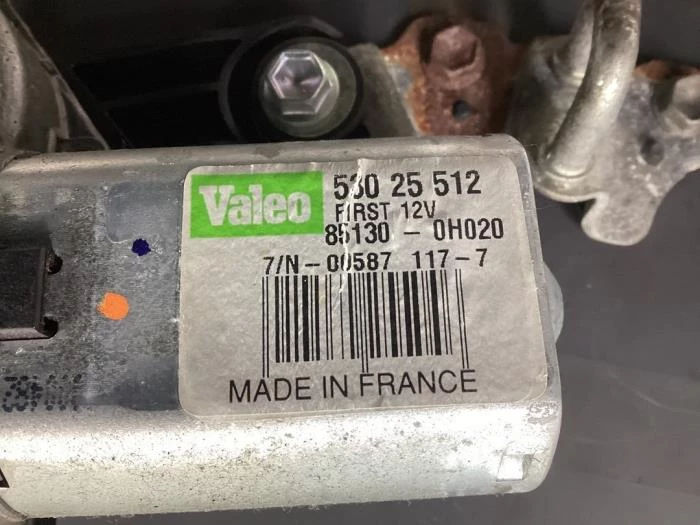 Valeo
530 25 512
FIRST 12V
85130 - 0H020
7/N - 00587 117-7
MADE IN FRANCE